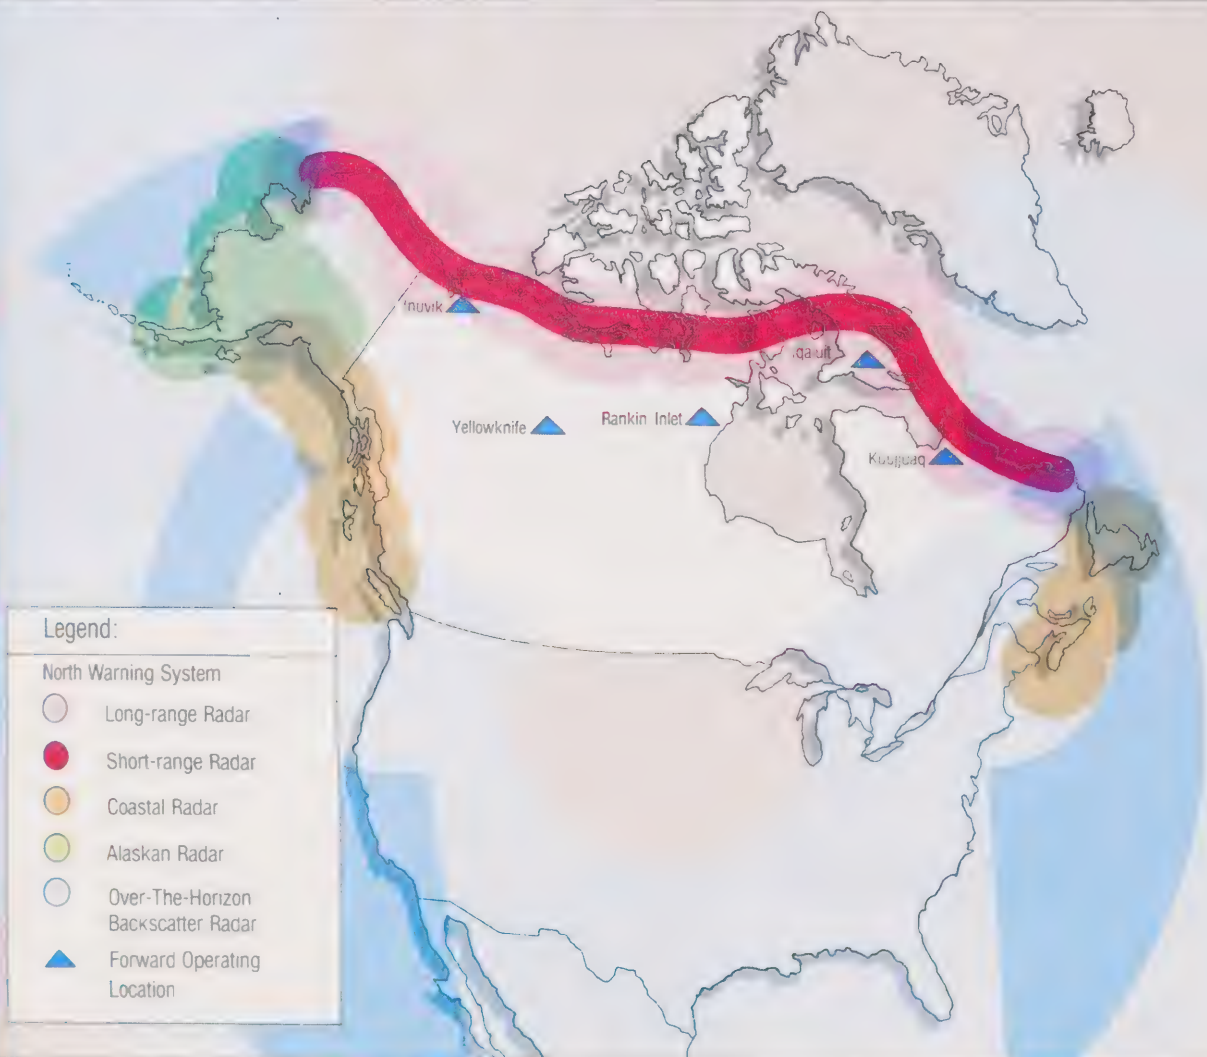 Inuvik
Iqaluit
Yellowknife
Rankin Inlet
Kuujjuaq
Legend:
North Warning System
Long-range Radar
Short-range Radar
Coastal Radar
Alaskan Radar
Over-The-Horizon
Backscatter Radar
Forward Operating
Location